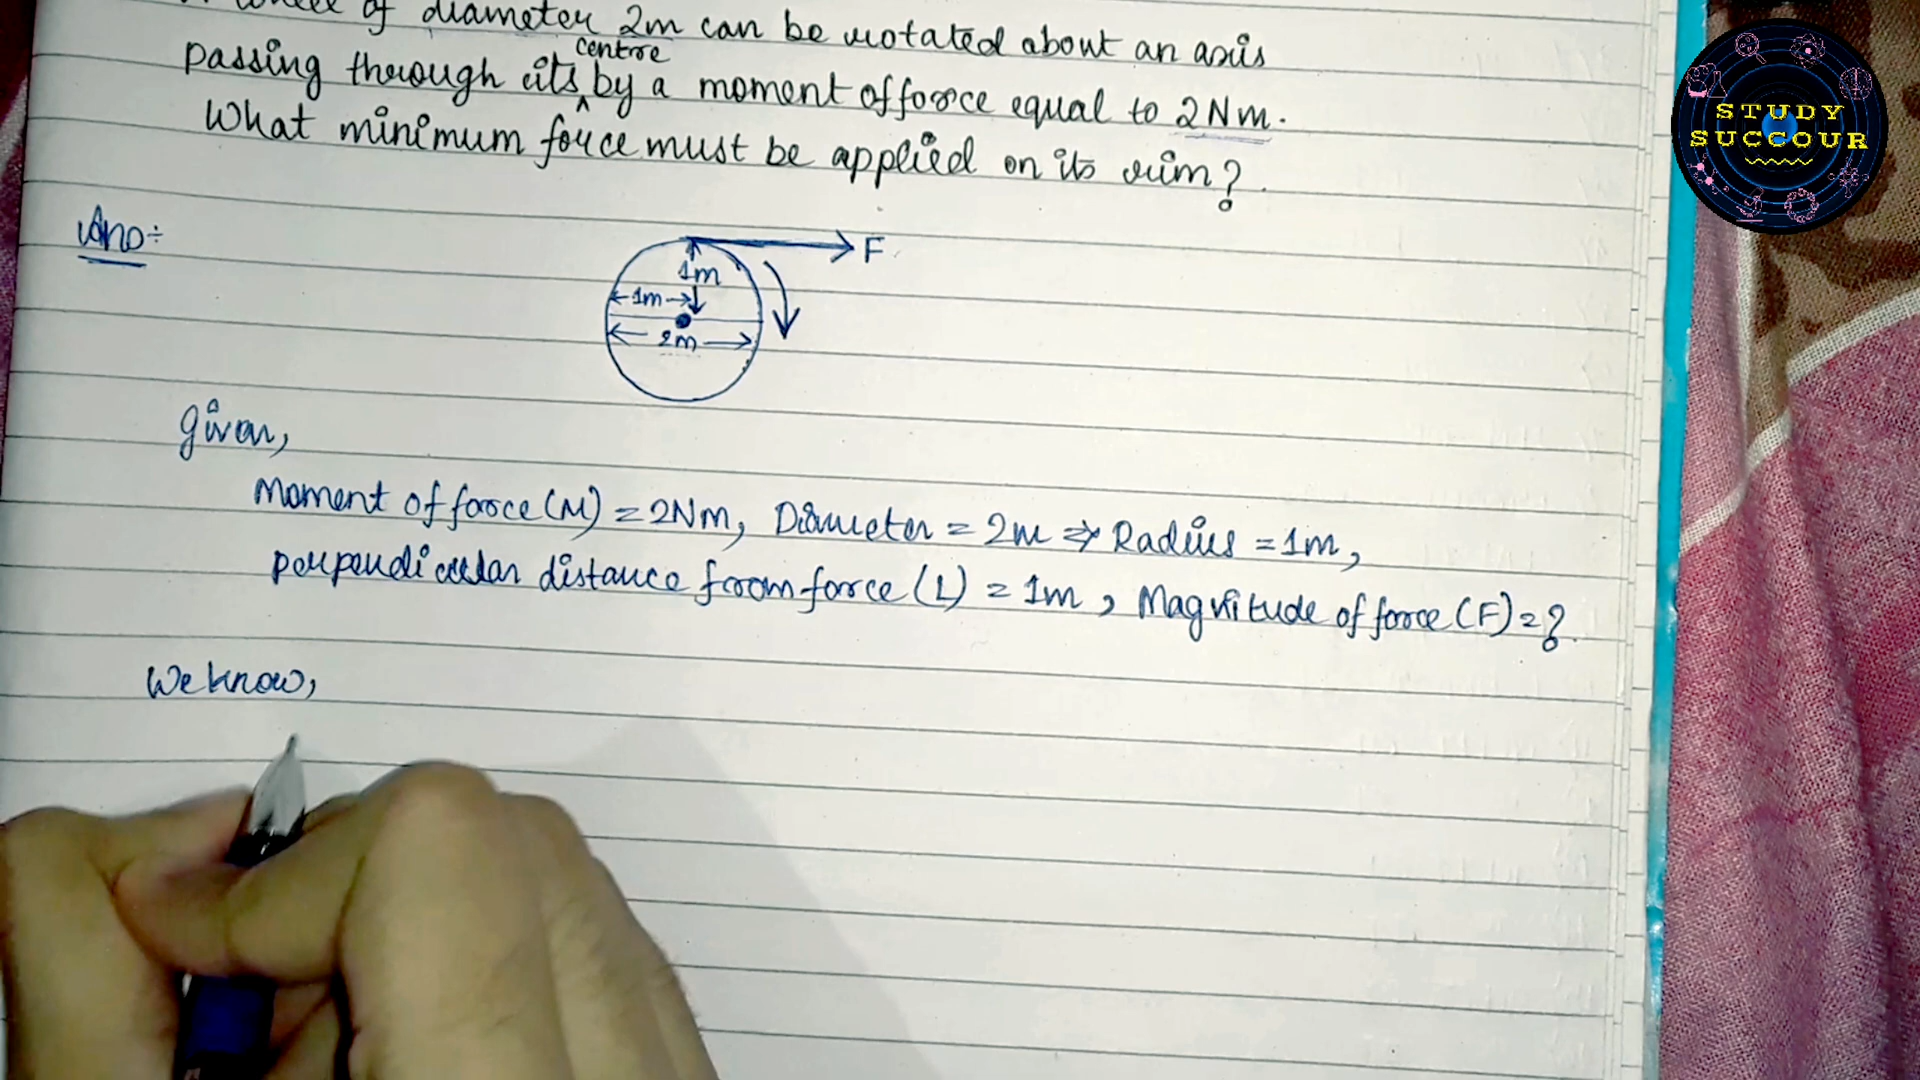 of diameter 2m can be rotated about an axis
passing through its centre by a moment of force equal to 2Nm.
What minimum force must be applied on its rim?
Ans÷
F
1m
1m
2m
Given,
Moment of force (M) = 2Nm, Diameter = 2m ⇒ Radius = 1m,
perpendicular distance from force (L) = 1m, Magnitude of force (F) = ?.
We know,
STUDY
SUCCOUR